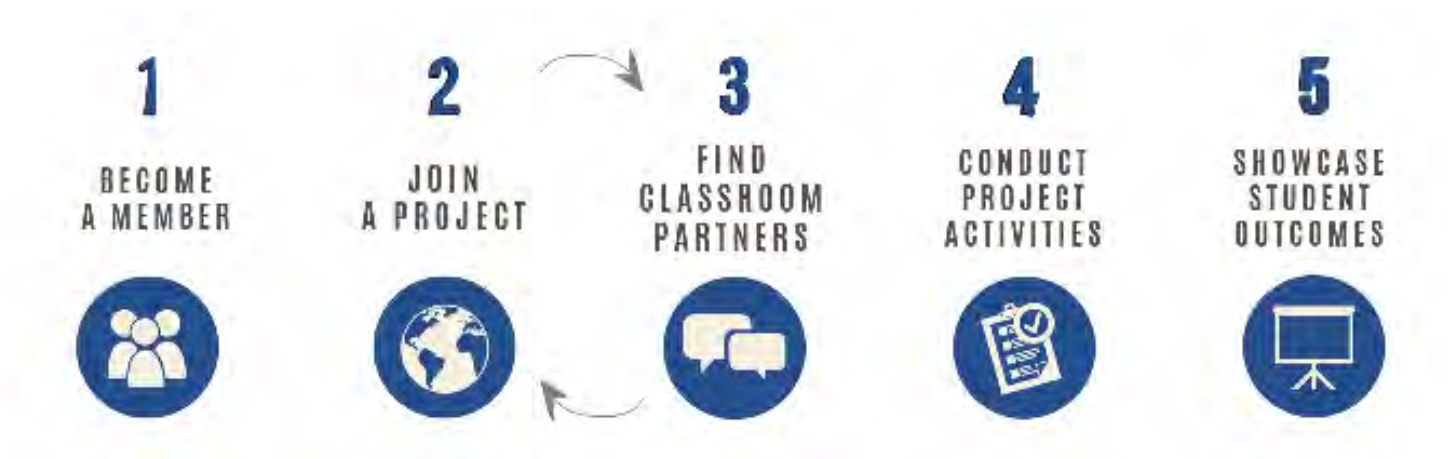 1
BECOME
A MEMBER
2
JOIN
A PROJECT
3
FIND
CLASSROOM
PARTNERS
4
CONDUCT
PROJECT
ACTIVITIES
5
SHOWCASE
STUDENT
OUTCOMES